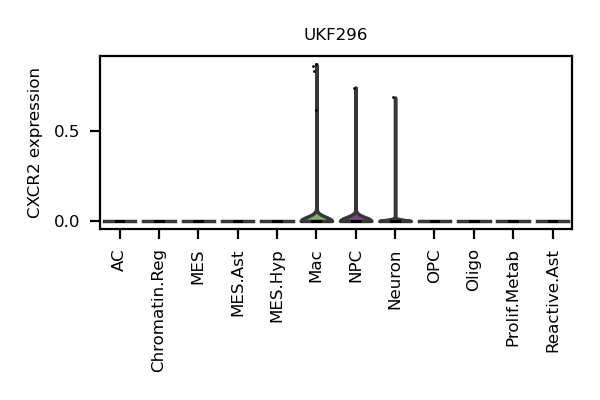 UKF296
CXCR2 expression
0.5
0.0
AC
Chromatin.Reg
MES
MES.Ast
MES.Hyp
Mac
NPC
Neuron
OPC
Oligo
Prolif.Metab
Reactive.Ast